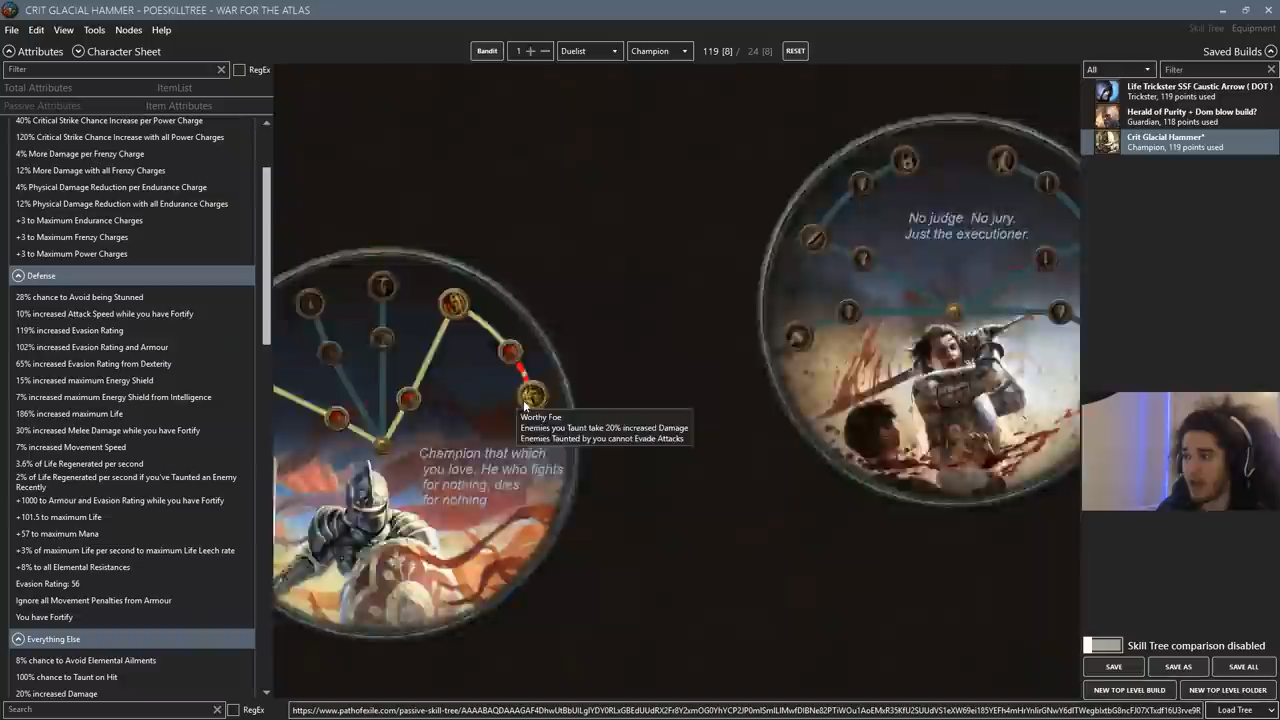 CRIT GLACIAL HAMMER - POESKILLTREE - WAR FOR THE ATLAS
File Edit View Tools Nodes Help
Skill Tree Equipment
Attributes Character Sheet
Bandit 1 Duelist Champion 119 [8] / 24 [8] RESET
Saved Builds
Filter RegEx
All Filter
Total Attributes ItemList
Passive Attributes Item Attributes
40% Critical Strike Chance Increase per Power Charge
120% Critical Strike Chance Increase with all Power Charges
4% More Damage per Frenzy Charge
12% More Damage with all Frenzy Charges
4% Physical Damage Reduction per Endurance Charge
12% Physical Damage Reduction with all Endurance Charges
+3 to Maximum Endurance Charges
+3 to Maximum Frenzy Charges
+3 to Maximum Power Charges
Defense
28% chance to Avoid being Stunned
10% increased Attack Speed while you have Fortify
119% increased Evasion Rating
102% increased Evasion Rating and Armour
65% increased Evasion Rating from Dexterity
15% increased maximum Energy Shield
7% increased maximum Energy Shield from Intelligence
186% increased maximum Life
30% increased Melee Damage while you have Fortify
7% increased Movement Speed
3.6% of Life Regenerated per second
2% of Life Regenerated per second if you've Taunted an Enemy
Recently
+1000 to Armour and Evasion Rating while you have Fortify
+101.5 to maximum Life
+57 to maximum Mana
+3% of maximum Life per second to maximum Life Leech rate
+8% to all Elemental Resistances
Evasion Rating: 56
Ignore all Movement Penalties from Armour
You have Fortify
Everything Else
8% chance to Avoid Elemental Ailments
100% chance to Taunt on Hit
20% increased Damage
Search RegEx
Worthy Foe
Enemies you Taunt take 20% increased Damage
Enemies Taunted by you cannot Evade Attacks
Champion that which
you love. He who fights
for nothing, dies
for nothing
No judge. No jury.
Just the executioner.
Life Trickster SSF Caustic Arrow ( DOT )
Trickster, 119 points used
Herald of Purity + Dom blow build?
Guardian, 118 points used
Crit Glacial Hammer*
Champion, 119 points used
Skill Tree comparison disabled
SAVE SAVE AS SAVE ALL
NEW TOP LEVEL BUILD NEW TOP LEVEL FOLDER
Load Tree